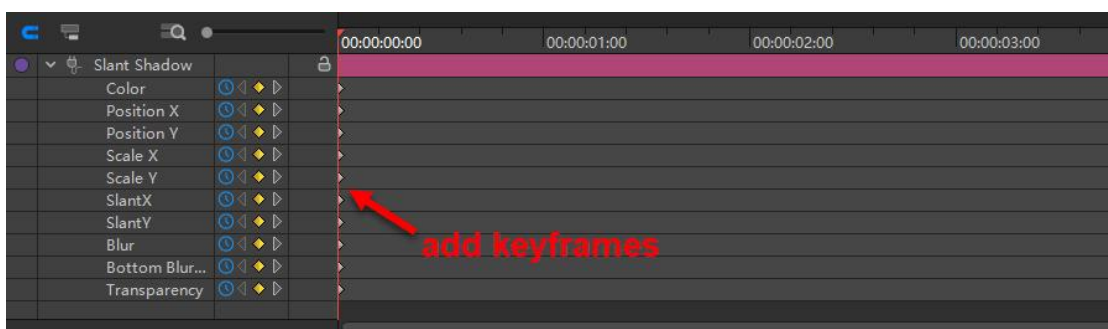 00:00:00:00 00:00:01:00 00:00:02:00 00:00:03:00
Slant Shadow
Color
Position X
Position Y
Scale X
Scale Y
SlantX
SlantY
add keyframes
Blur
Bottom Blur...
Transparency